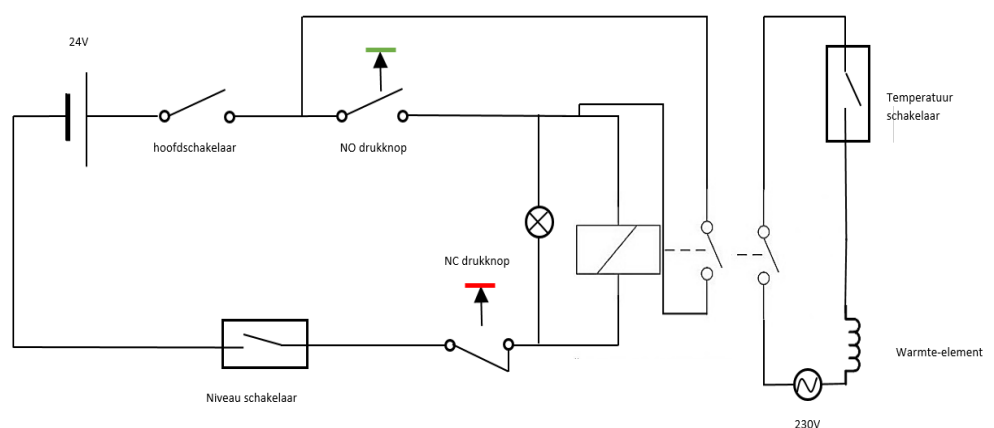 24V
hoofdschakelaar
NO drukknop
Temperatuur
schakelaar
NC drukknop
Niveau schakelaar
Warmte-element
230V